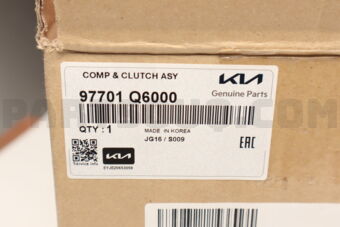 COMP & CLUTCH ASY
KIA
Genuine Parts
97701 Q6000
QTY : 1
MADE IN KOREA
JG16 / S009
EAC
KIA